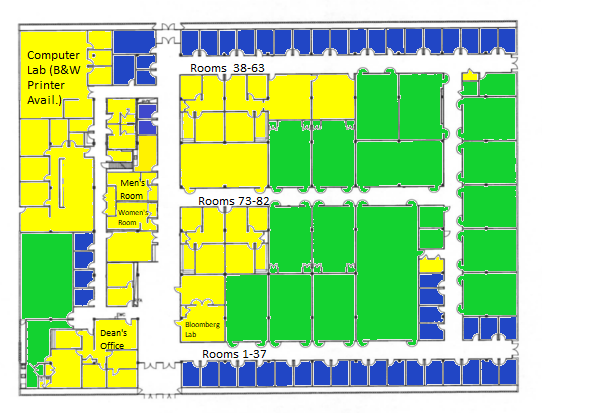 Computer
Lab (B&W
Printer
Avail.)
Rooms 38-63
Men's
Room
Women's
Room
Rooms 73-82
Dean's
Office
Bloomberg
Lab
Rooms 1-37